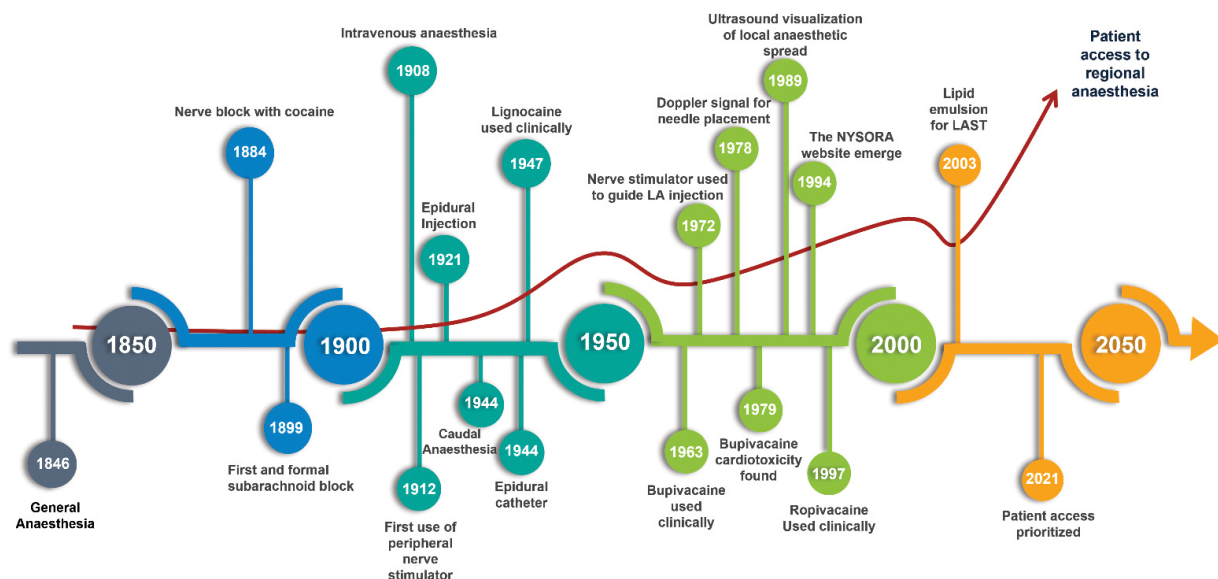 General
Anaesthesia
1846
1850
Nerve block with cocaine
1884
1899
First and formal
subarachnoid block
1900
Intravenous anaesthesia
1908
1912
First use of
peripheral
nerve
stimulator
Epidural
Injection
1921
1944
Caudal
Anaesthesia
1944
Epidural
catheter
Lignocaine
used clinically
1947
1950
1963
Bupivacaine
used
clinically
Nerve stimulator used
to guide LA injection
1972
Doppler signal for
needle placement
1978
1979
Bupivacaine
cardiotoxicity
found
Ultrasound visualization
of local anaesthetic
spread
1989
The NYSORA
website emerge
1994
1997
Ropivacaine
Used clinically
2000
Lipid
emulsion
for LAST
2003
2021
Patient access
prioritized
2050
Patient
access to
regional
anaesthesia